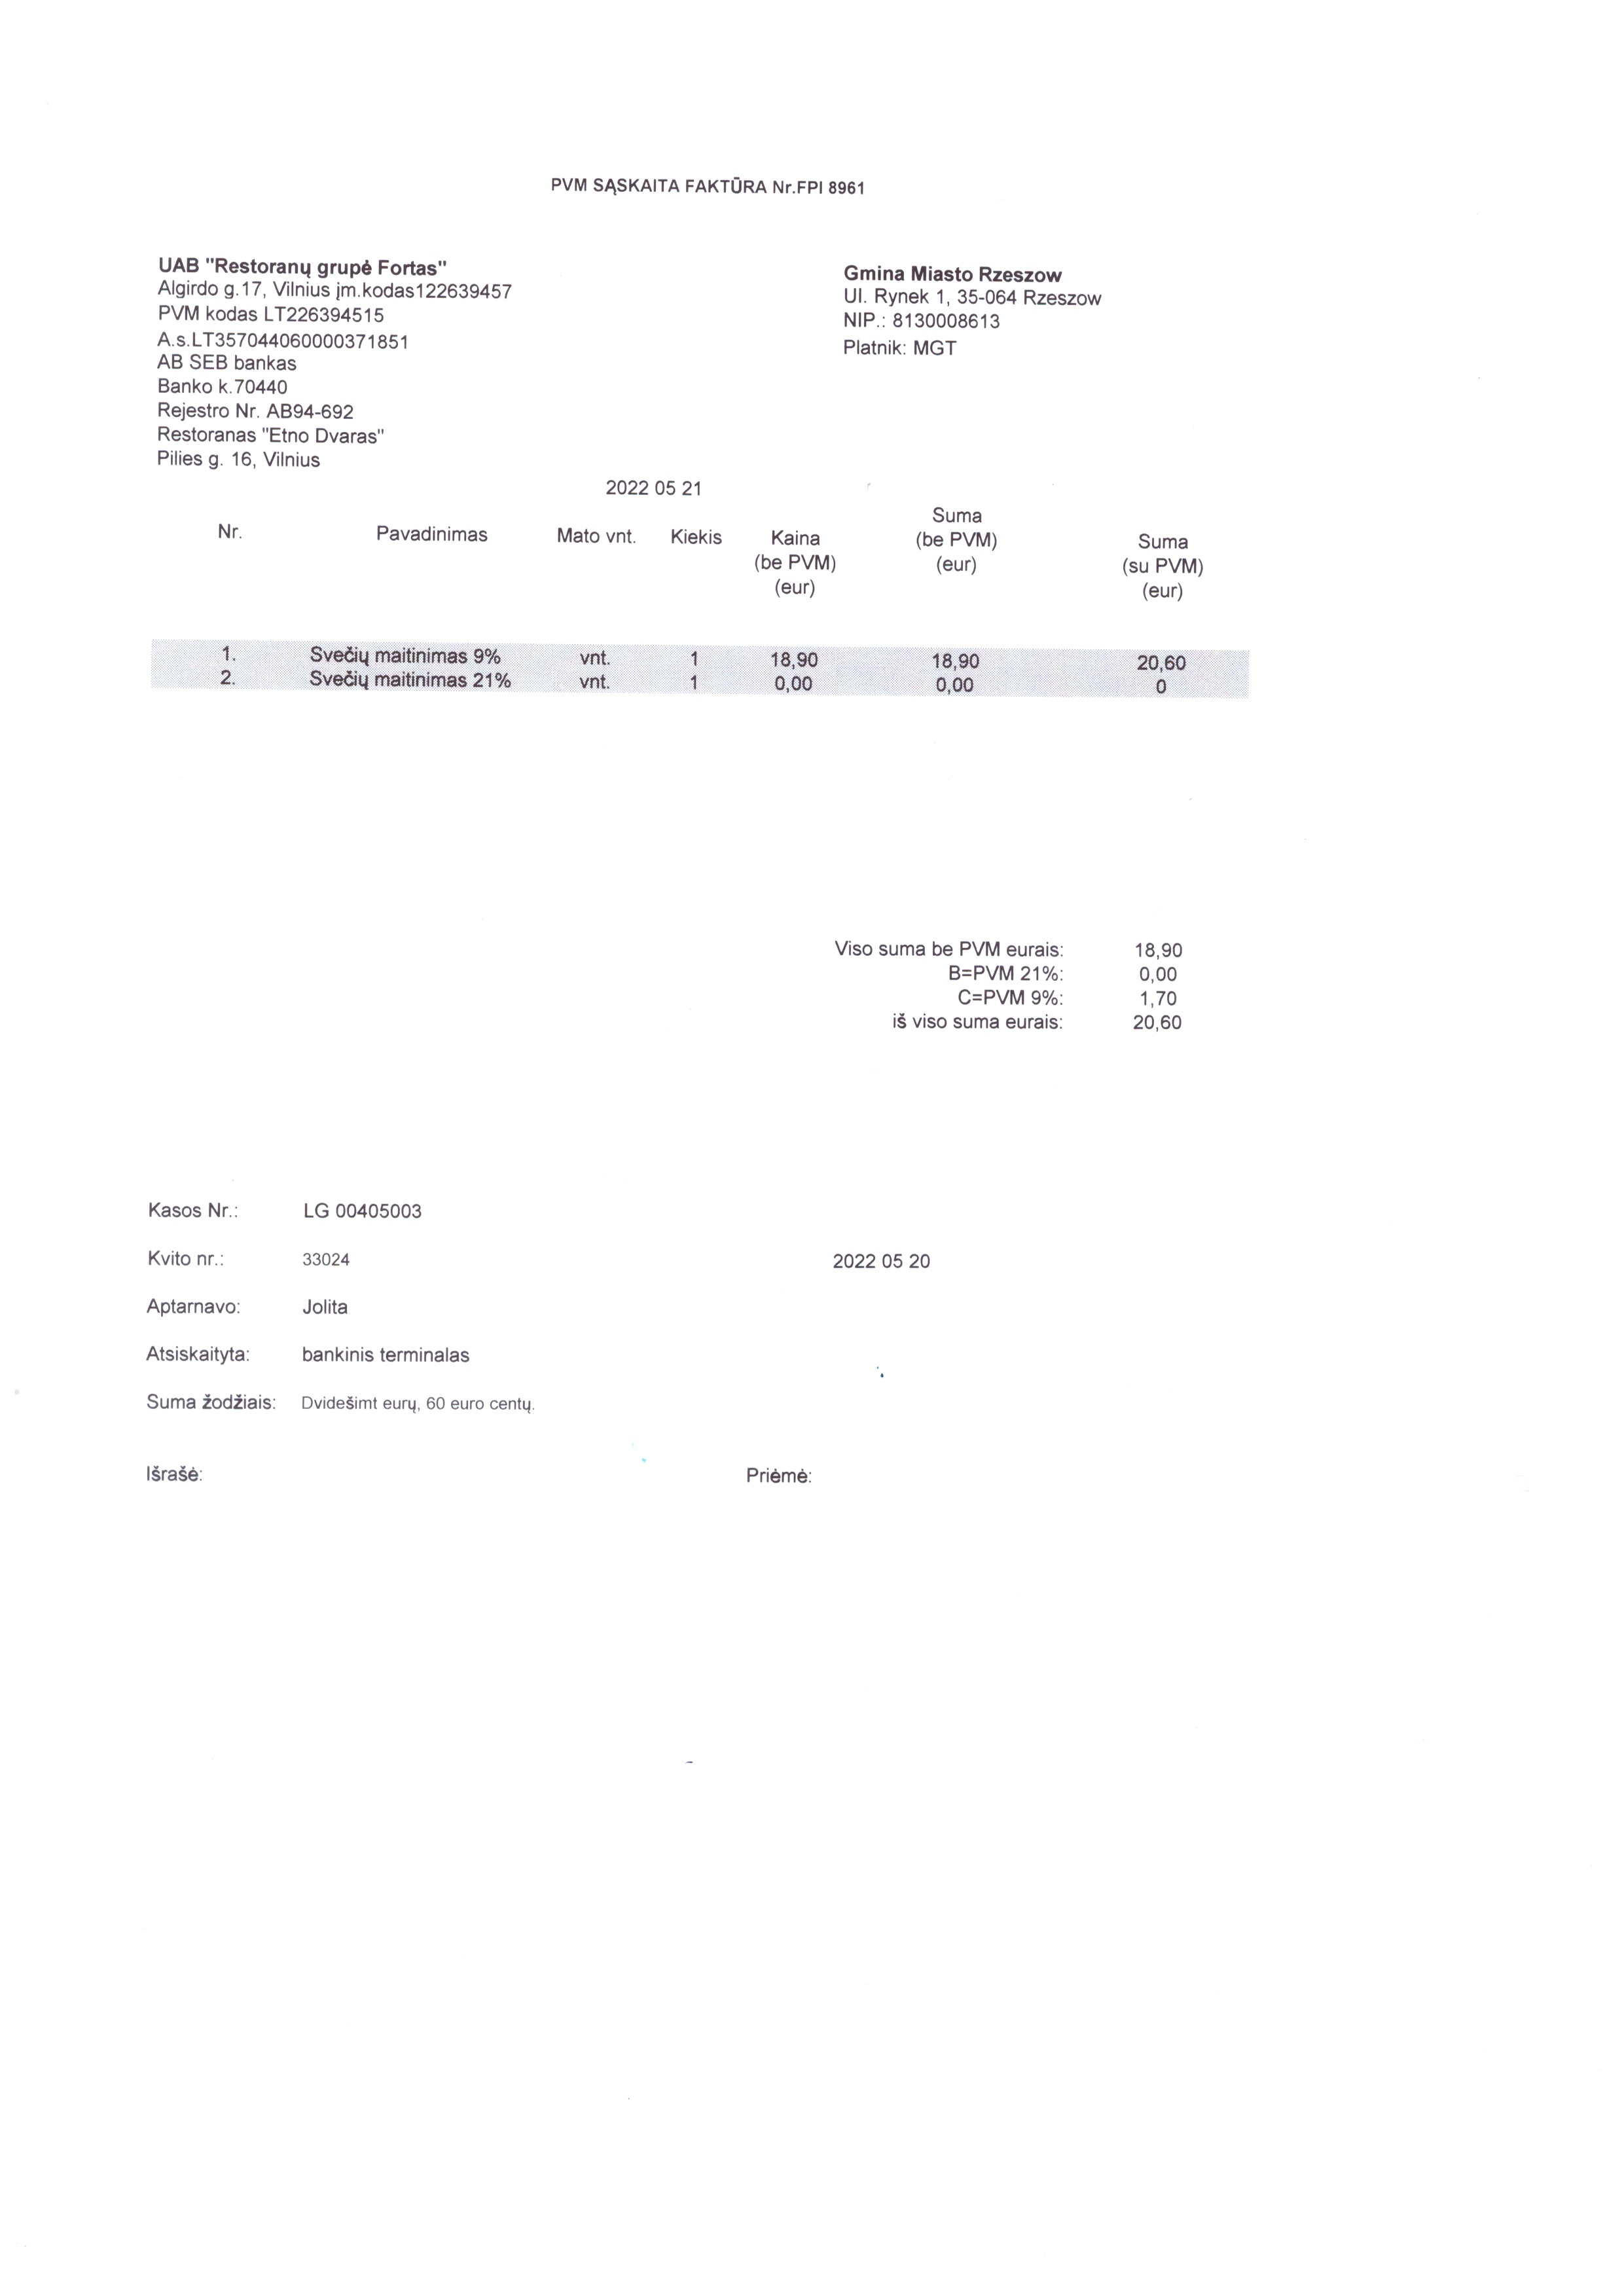 PVM SĄSKAITA FAKTŪRA Nr.FPI 8961
UAB "Restoranų grupė Fortas"
Algirdo g.17, Vilnius įm.kodas122639457
PVM kodas LT226394515
A.s.LT357044060000371851
AB SEB bankas
Banko k.70440
Rejestro Nr. AB94-692
Restoranas "Etno Dvaras"
Pilies g. 16, Vilnius
Gmina Miasto Rzeszow
Ul. Rynek 1, 35-064 Rzeszow
NIP.: 8130008613
Platnik: MGT
2022 05 21
Nr. Pavadinimas Mato vnt. Kiekis Kaina (be PVM) (eur) Suma (be PVM) (eur) Suma (su PVM) (eur)
1. Svečių maitinimas 9% vnt. 1 18,90 18,90 20,60
2. Svečių maitinimas 21% vnt. 1 0,00 0,00 0
Viso suma be PVM eurais: 18,90
B=PVM 21%: 0,00
C=PVM 9%: 1,70
iš viso suma eurais: 20,60
Kasos Nr.: LG 00405003
Kvito nr.: 33024 2022 05 20
Aptarnavo: Jolita
Atsiskaityta: bankinis terminalas
Suma žodžiais: Dvidešimt eurų, 60 euro centų.
Išrašė: Priėmė: